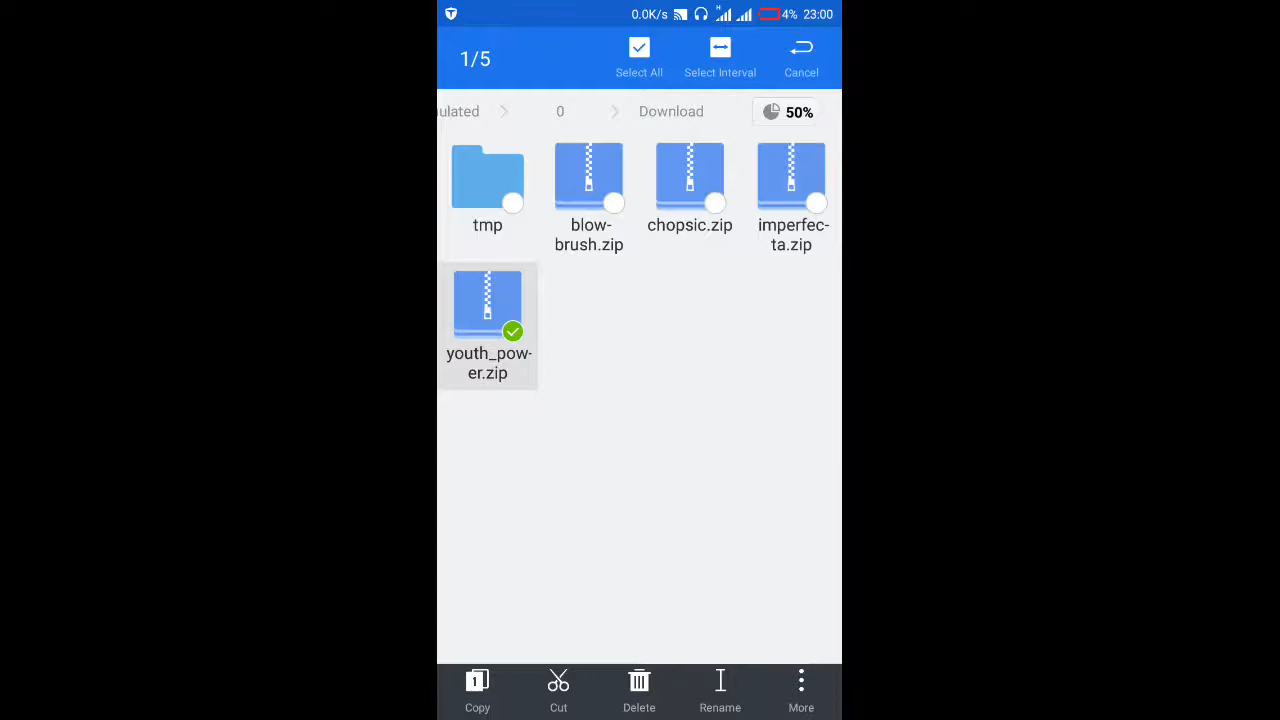 0.0K/s H 4% 23:00
1/5
Select All Select Interval Cancel
ulated 0 Download 50%
tmp
blow-
brush.zip
chopsic.zip
imperfec-
ta.zip
youth_pow-
er.zip
1
Copy Cut Delete Rename More